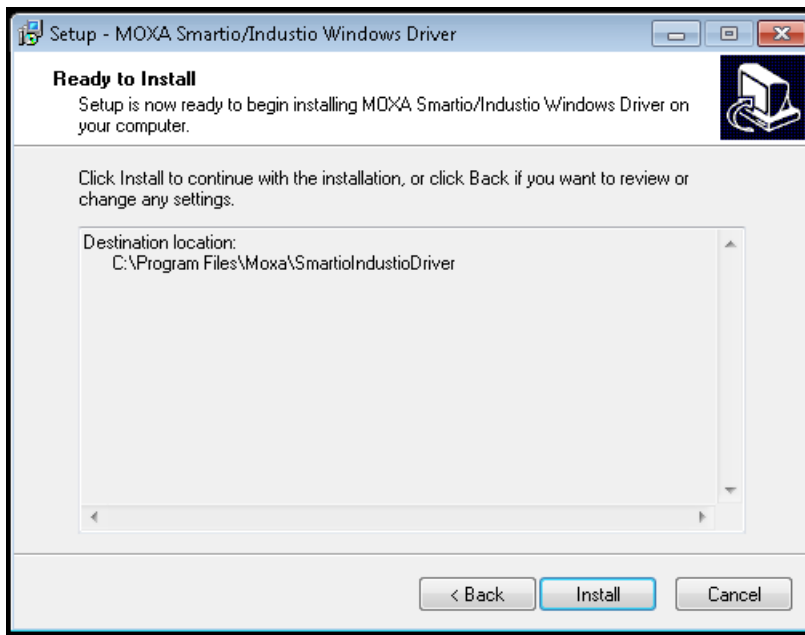 Setup - MOXA Smartio/Industio Windows Driver
Ready to Install
Setup is now ready to begin installing MOXA Smartio/Industio Windows Driver on
your computer.
Click Install to continue with the installation, or click Back if you want to review or
change any settings.
Destination location:
C:\Program Files\Moxa\SmartioIndustioDriver
< Back
Install
Cancel